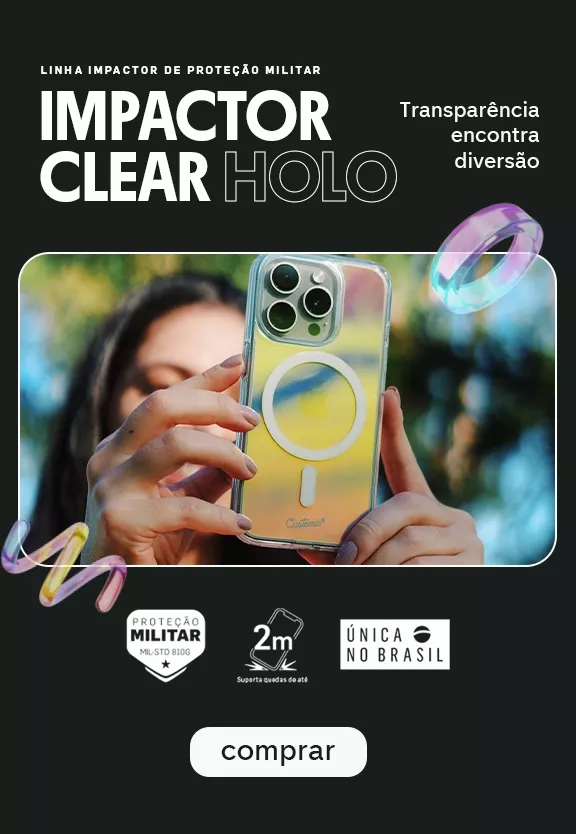 LINHA IMPACTOR DE PROTEÇÃO MILITAR
IMPACTOR
CLEAR HOLO
Transparência
encontra
diversão
Customic
PROTEÇÃO
MILITAR
MIL-STD 810G
2m
Suporta quedas de até
ÚNICA
NO BRASIL
comprar